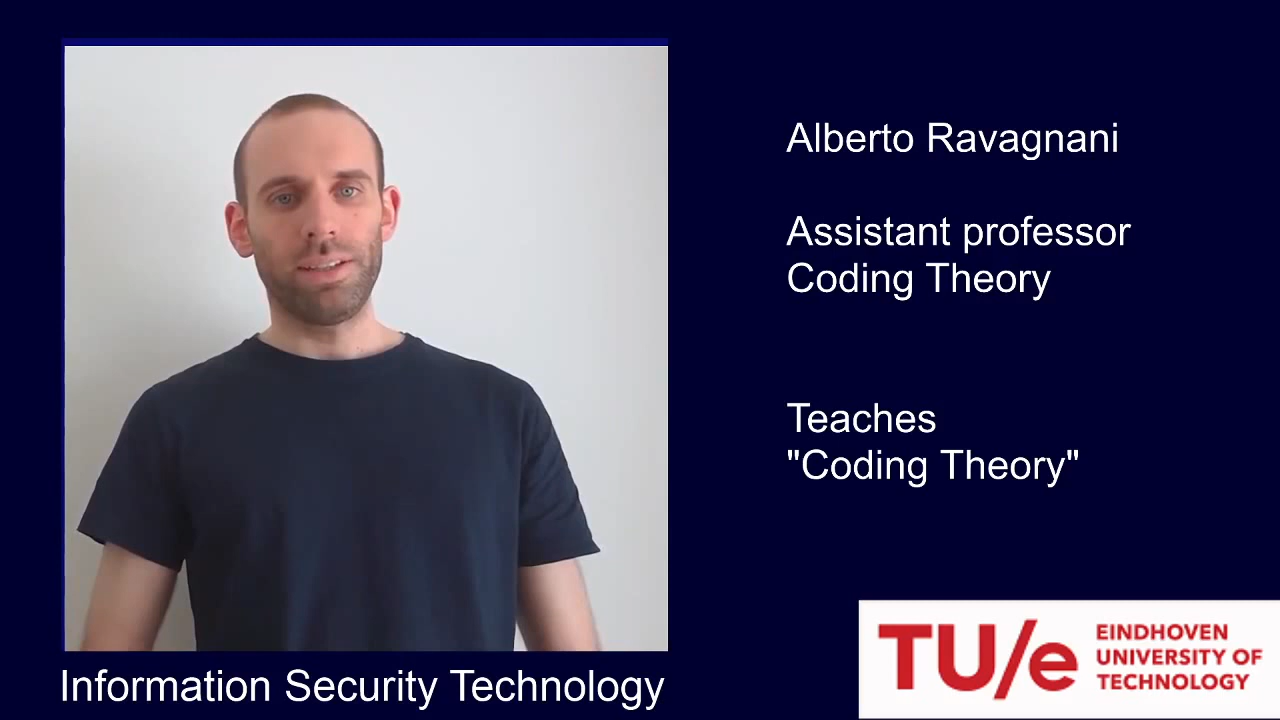 Alberto Ravagnani
Assistant professor
Coding Theory
Teaches
"Coding Theory"
Information Security Technology
TU/e
EINDHOVEN
UNIVERSITY OF
TECHNOLOGY